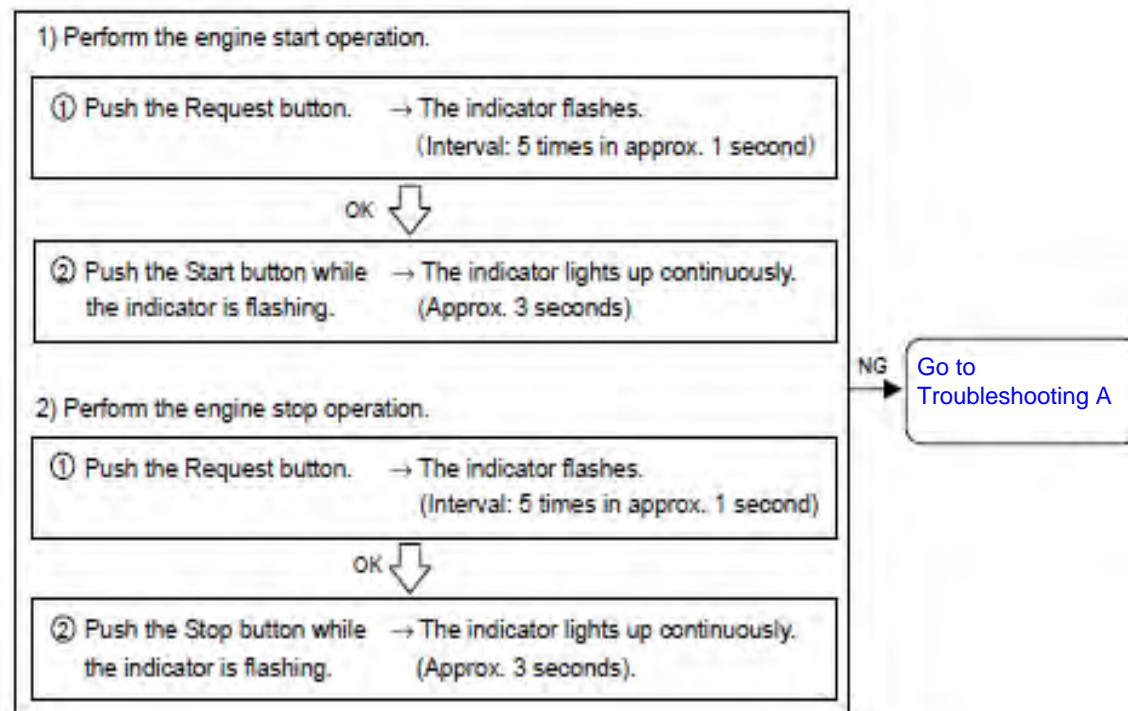 1) Perform the engine start operation.
① Push the Request button. → The indicator flashes.
(Interval: 5 times in approx. 1 second)
OK
② Push the Start button while → The indicator lights up continuously.
the indicator is flashing. (Approx. 3 seconds)
NG
Go to
Troubleshooting A
2) Perform the engine stop operation.
① Push the Request button. → The indicator flashes.
(Interval: 5 times in approx. 1 second)
OK
② Push the Stop button while → The indicator lights up continuously.
the indicator is flashing. (Approx. 3 seconds).